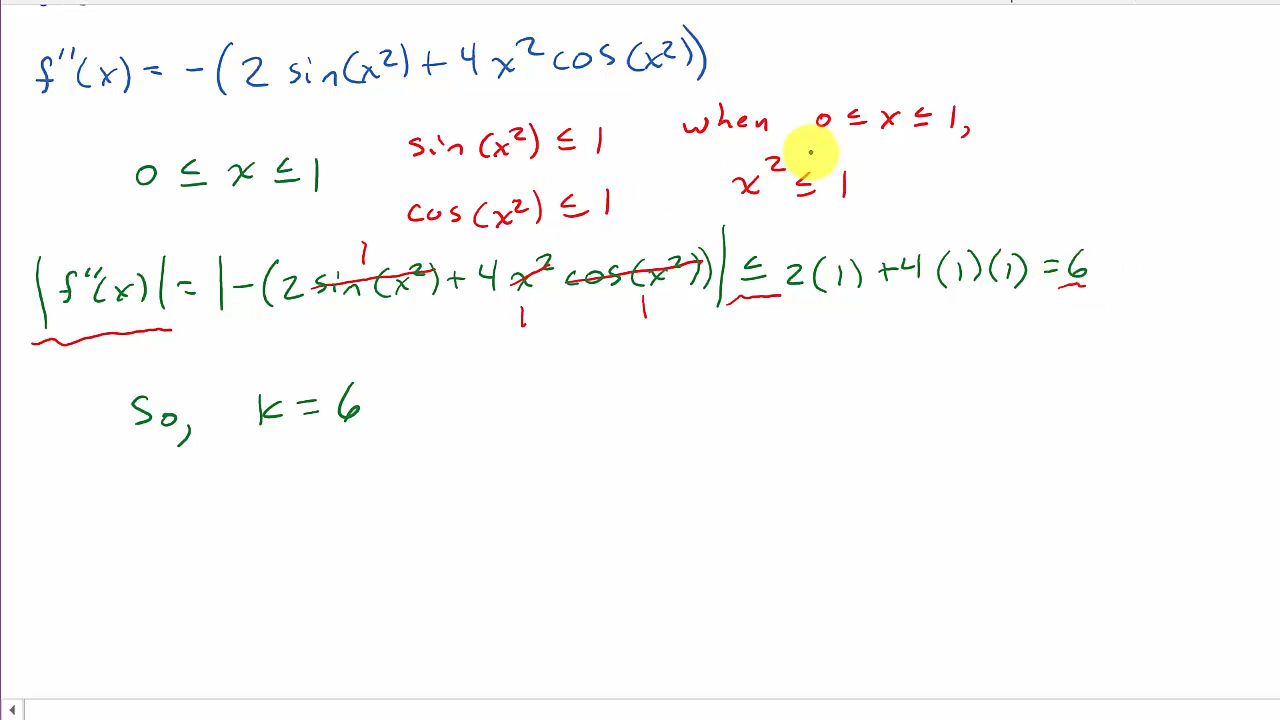 f''(x) = -(2 sin(x²) + 4x² cos(x²))
when 0 ≤ x ≤ 1,
sin(x²) ≤ 1
0 ≤ x ≤ 1
x² ≤ 1
cos(x²) ≤ 1
1
|f''(x)| = |-(2 sin(x²) + 4 x² cos(x²))| ≤ 2(1) + 4(1)(1) = 6
1 1
So, k = 6